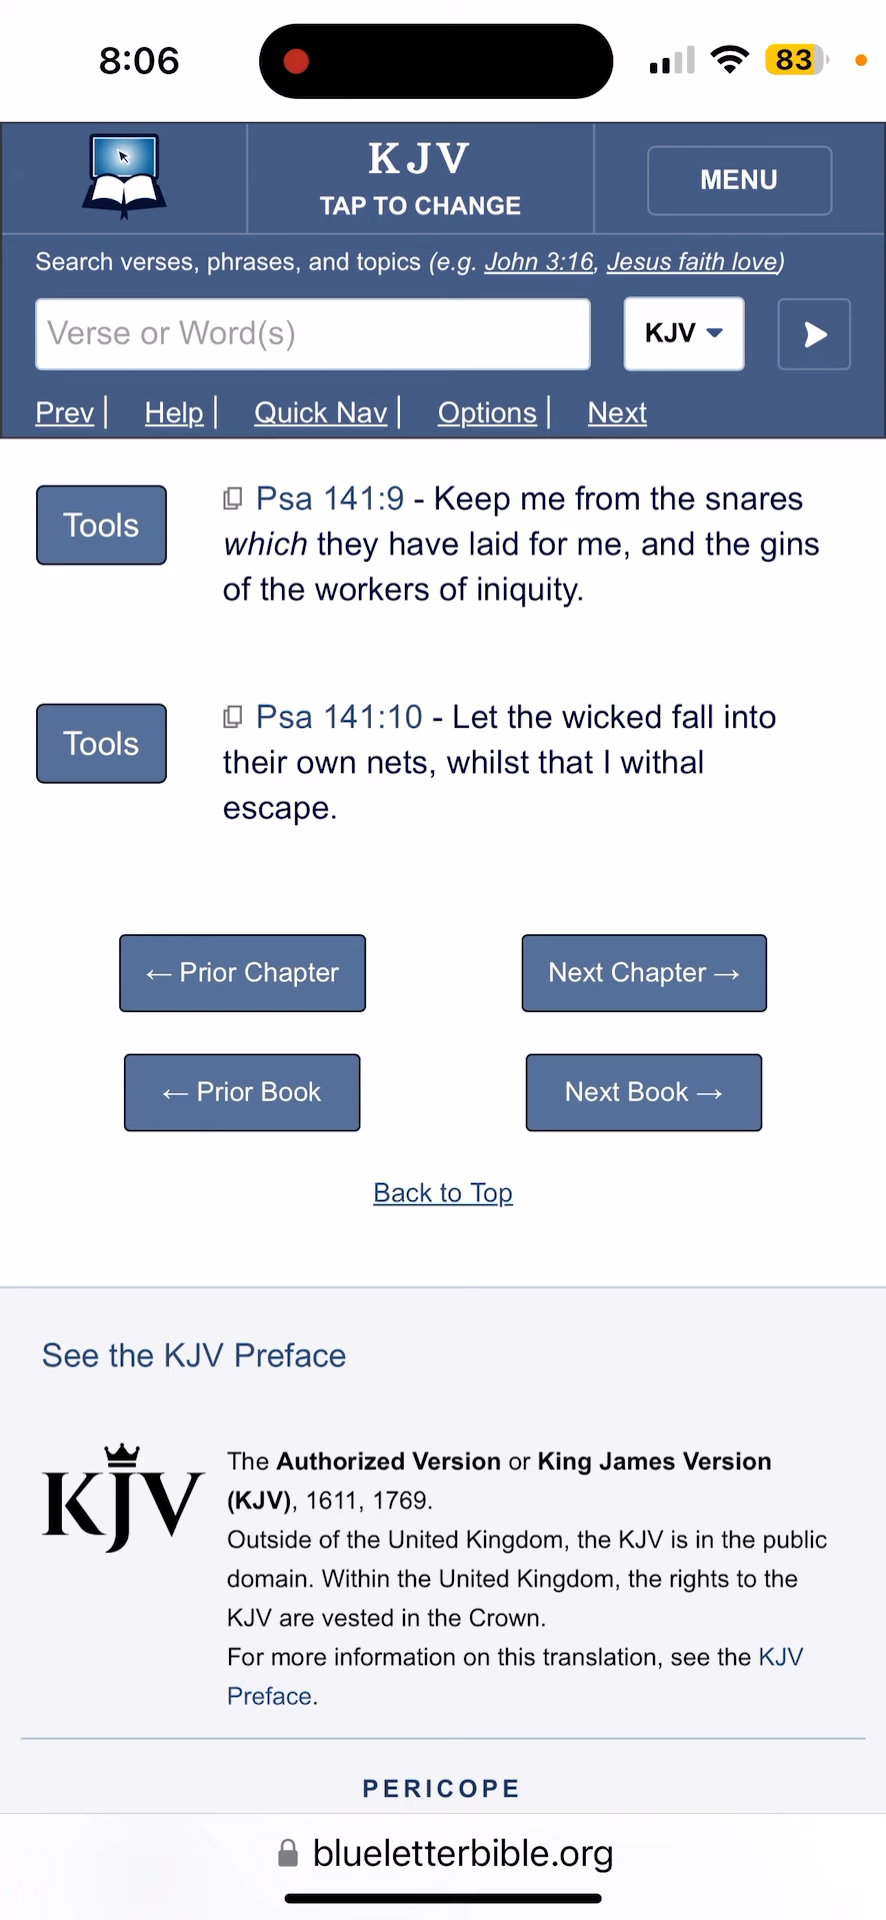 8:06
83
KJV
TAP TO CHANGE
MENU
Search verses, phrases, and topics (e.g. John 3:16, Jesus faith love)
Verse or Word(s)
KJV
Prev | Help | Quick Nav | Options | Next
Tools
Psa 141:9 - Keep me from the snares
which they have laid for me, and the gins
of the workers of iniquity.
Tools
Psa 141:10 - Let the wicked fall into
their own nets, whilst that I withal
escape.
← Prior Chapter
Next Chapter →
← Prior Book
Next Book →
Back to Top
See the KJV Preface
KJV
The Authorized Version or King James Version
(KJV), 1611, 1769.
Outside of the United Kingdom, the KJV is in the public
domain. Within the United Kingdom, the rights to the
KJV are vested in the Crown.
For more information on this translation, see the KJV
Preface.
PERICOPE
blueletterbible.org